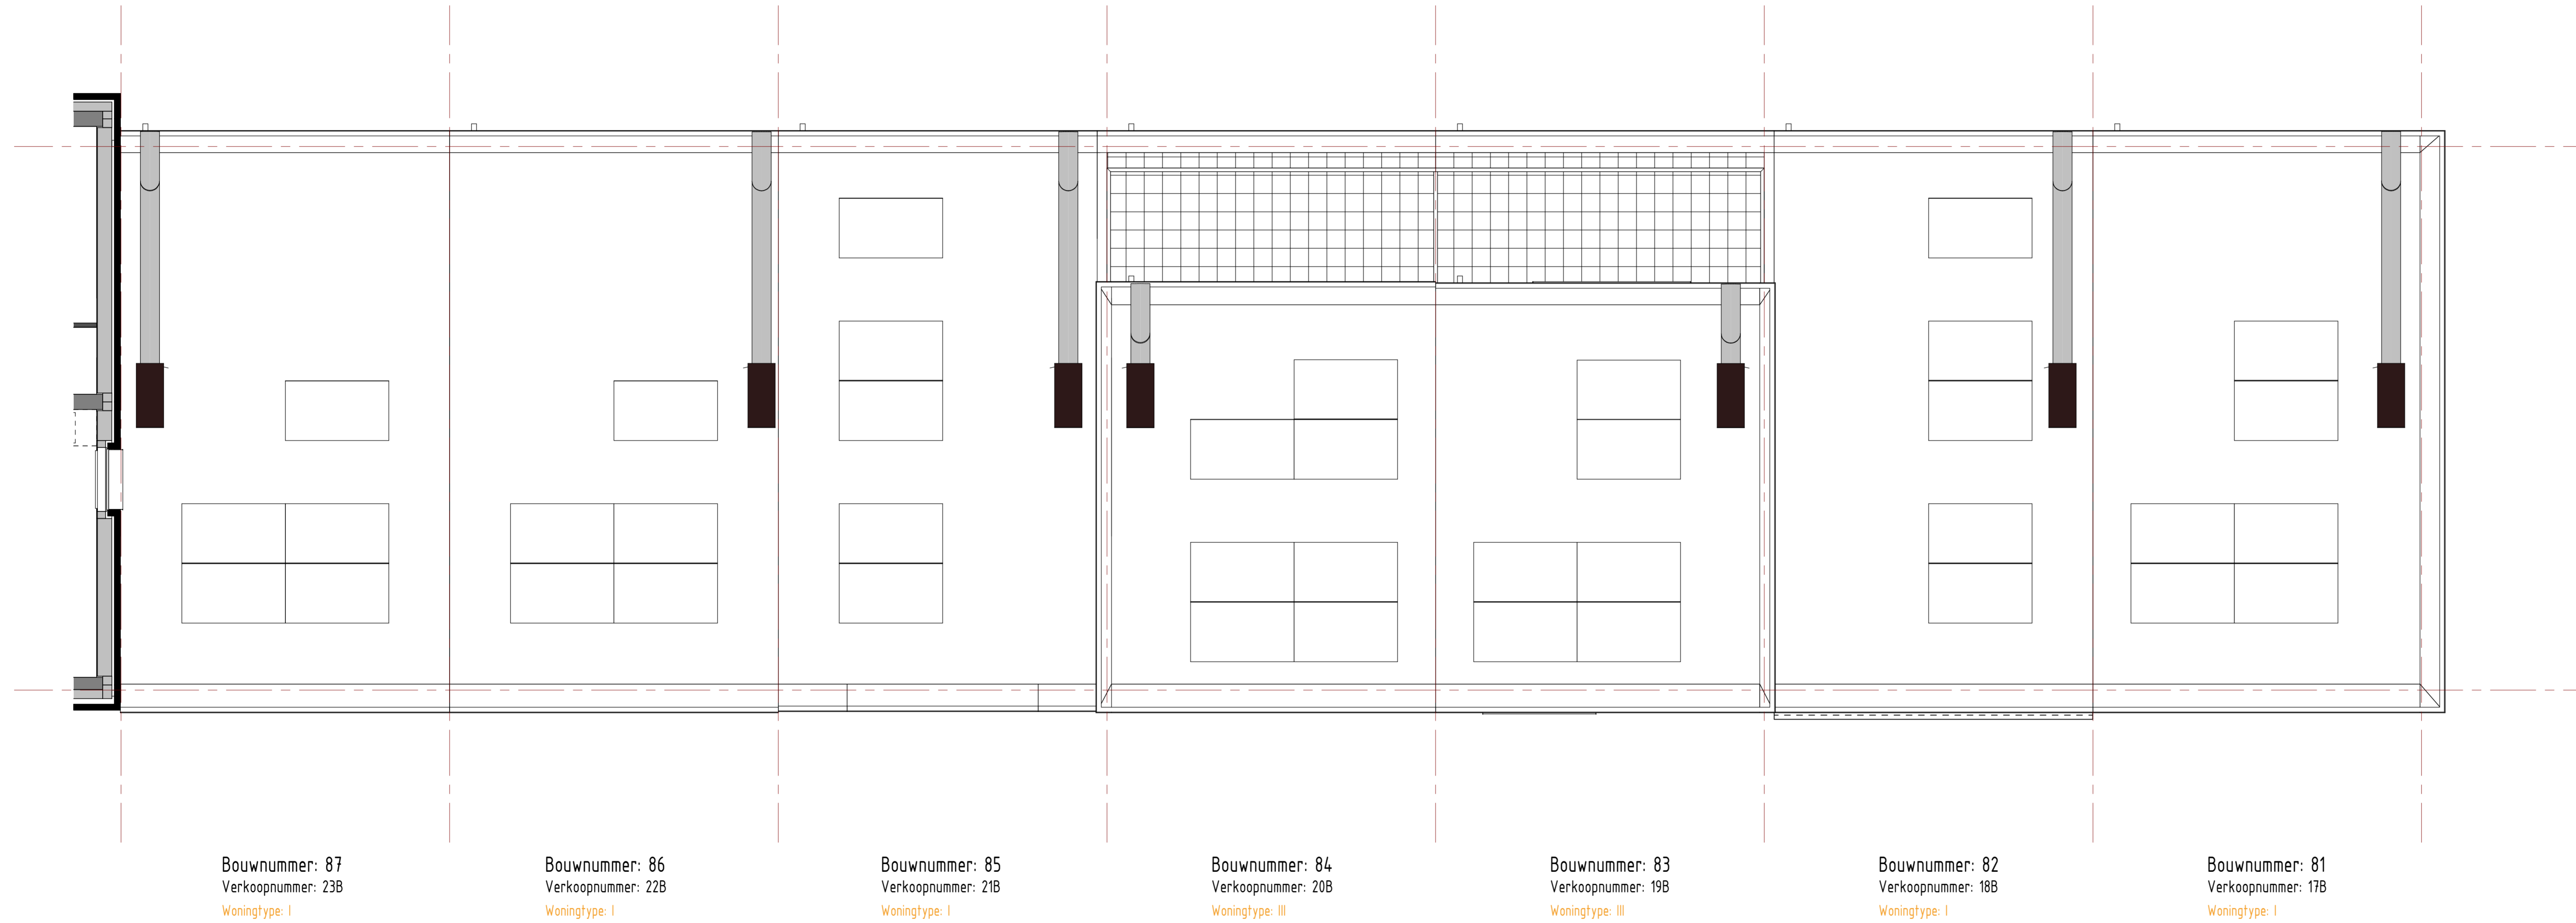 Bouwnummer: 87
Verkoopnummer: 23B
Woningtype: I
Bouwnummer: 86
Verkoopnummer: 22B
Woningtype: I
Bouwnummer: 85
Verkoopnummer: 21B
Woningtype: I
Bouwnummer: 84
Verkoopnummer: 20B
Woningtype: III
Bouwnummer: 83
Verkoopnummer: 19B
Woningtype: III
Bouwnummer: 82
Verkoopnummer: 18B
Woningtype: I
Bouwnummer: 81
Verkoopnummer: 17B
Woningtype: I